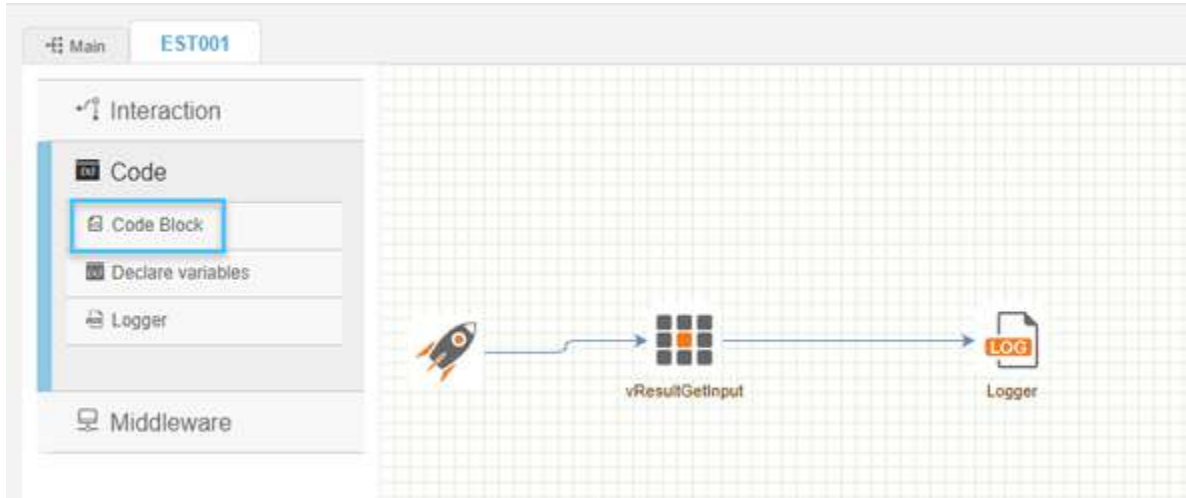 Main
EST001
Interaction
Code
Code Block
Declare variables
Logger
Middleware
vResultGetInput
LOG
Logger